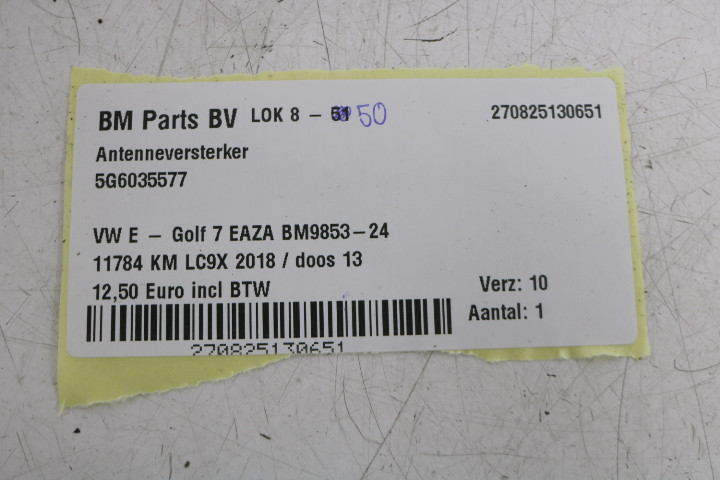 BM Parts BV LOK 8 - 50 270825130651
Antenneversterker
5G6035577
VW E - Golf 7 EAZA BM9853-24
11784 KM LC9X 2018 / doos 13
12,50 Euro incl BTW
Verz: 10
Aantal: 1
270825130651